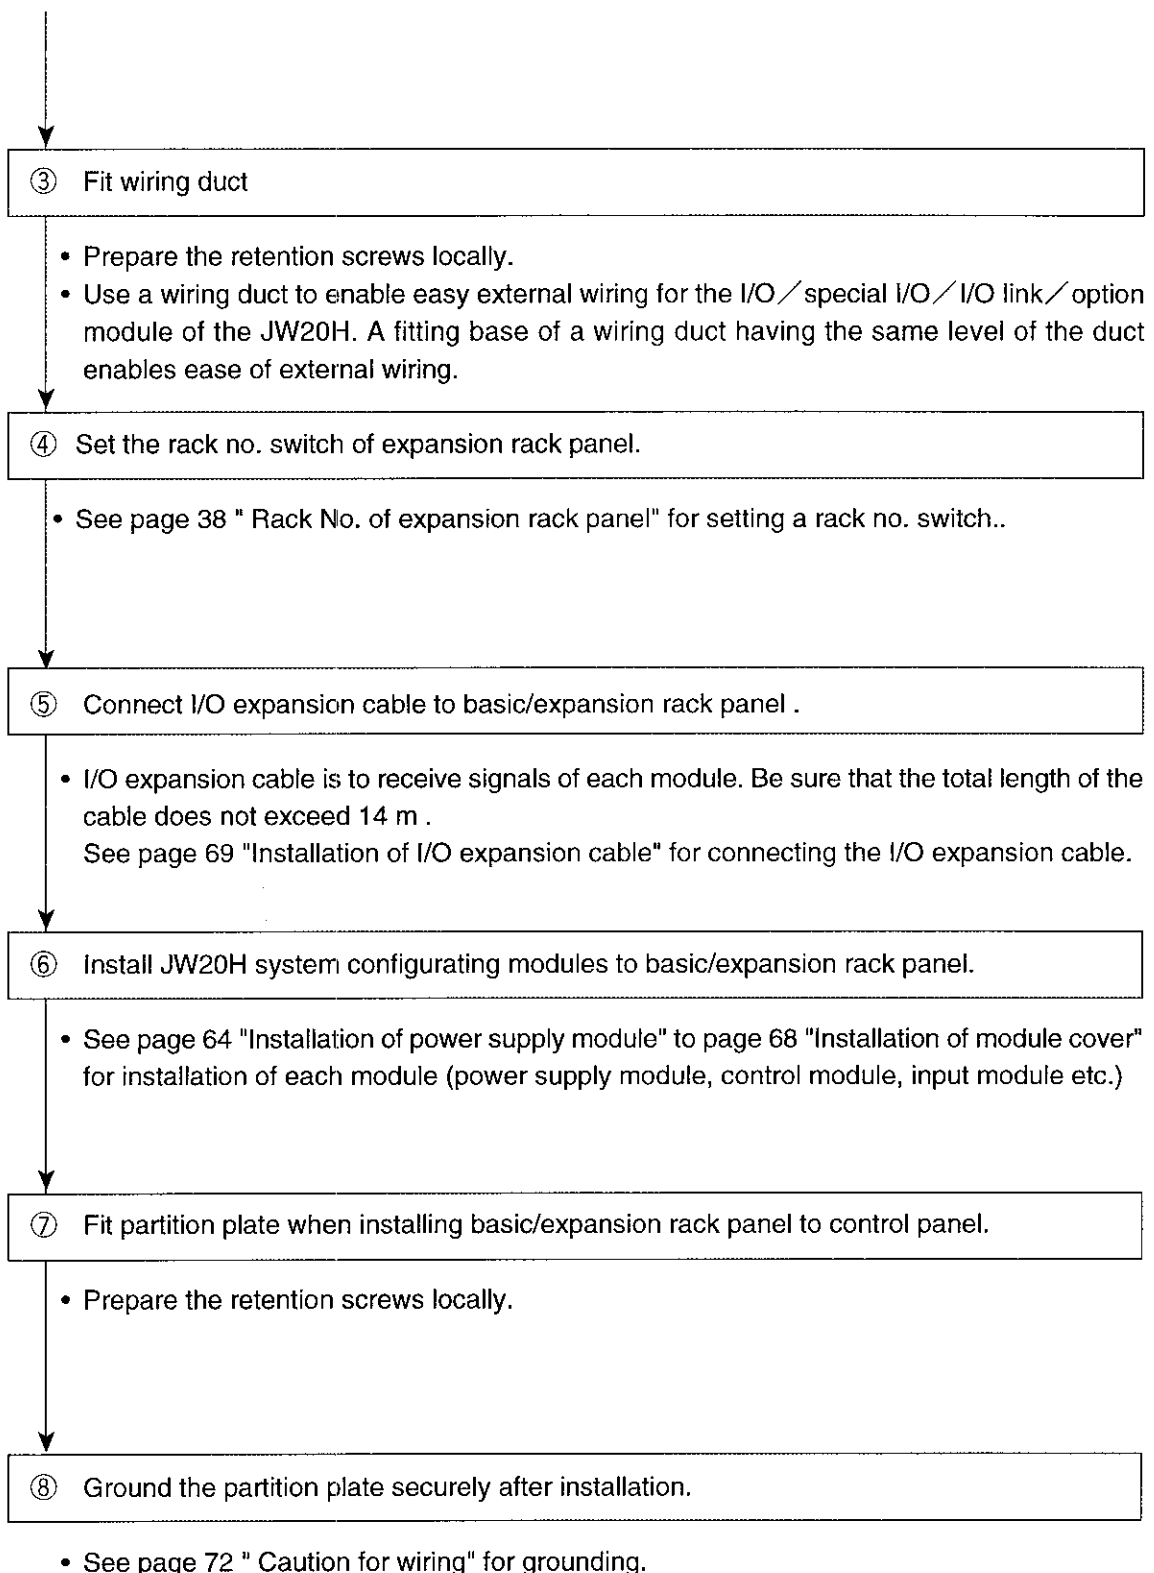 ③ Fit wiring duct
• Prepare the retention screws locally.
• Use a wiring duct to enable easy external wiring for the I/O／special I/O／I/O link／option
module of the JW20H. A fitting base of a wiring duct having the same level of the duct
enables ease of external wiring.
④ Set the rack no. switch of expansion rack panel.
• See page 38 " Rack No. of expansion rack panel" for setting a rack no. switch..
⑤ Connect I/O expansion cable to basic/expansion rack panel .
• I/O expansion cable is to receive signals of each module. Be sure that the total length of the
cable does not exceed 14 m .
See page 69 "Installation of I/O expansion cable" for connecting the I/O expansion cable.
⑥ Install JW20H system configurating modules to basic/expansion rack panel.
• See page 64 "Installation of power supply module" to page 68 "Installation of module cover"
for installation of each module (power supply module, control module, input module etc.)
⑦ Fit partition plate when installing basic/expansion rack panel to control panel.
• Prepare the retention screws locally.
⑧ Ground the partition plate securely after installation.
• See page 72 " Caution for wiring" for grounding.